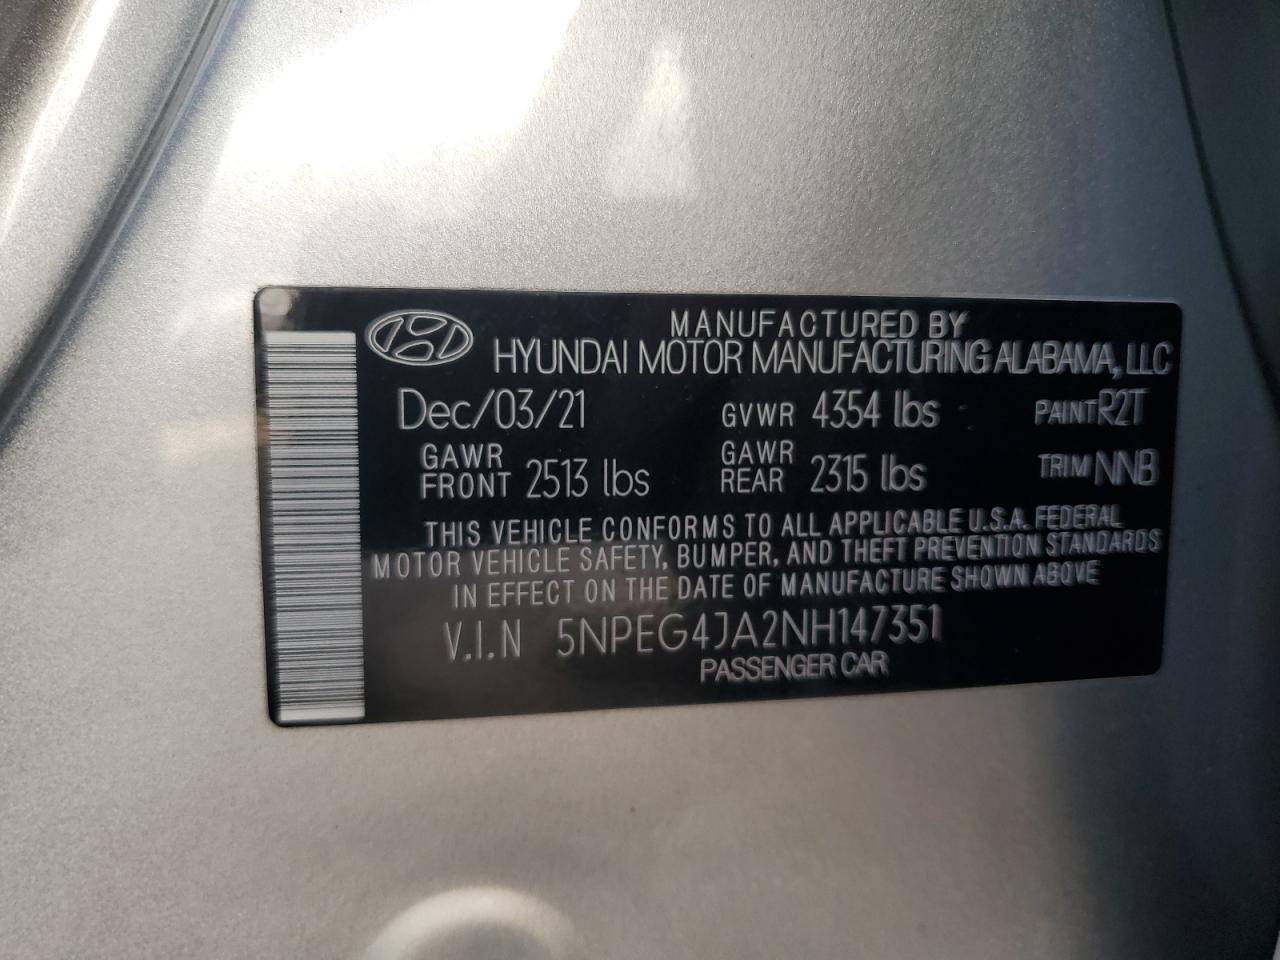 MANUFACTURED BY
HYUNDAI MOTOR MANUFACTURING ALABAMA, LLC
Dec/03/21 GVWR 4354 lbs PAINT R2T
GAWR FRONT 2513 lbs GAWR REAR 2315 lbs TRIM NNB
THIS VEHICLE CONFORMS TO ALL APPLICABLE U.S.A. FEDERAL
MOTOR VEHICLE SAFETY, BUMPER, AND THEFT PREVENTION STANDARDS
IN EFFECT ON THE DATE OF MANUFACTURE SHOWN ABOVE
V.I.N 5NPEG4JA2NH147351
PASSENGER CAR